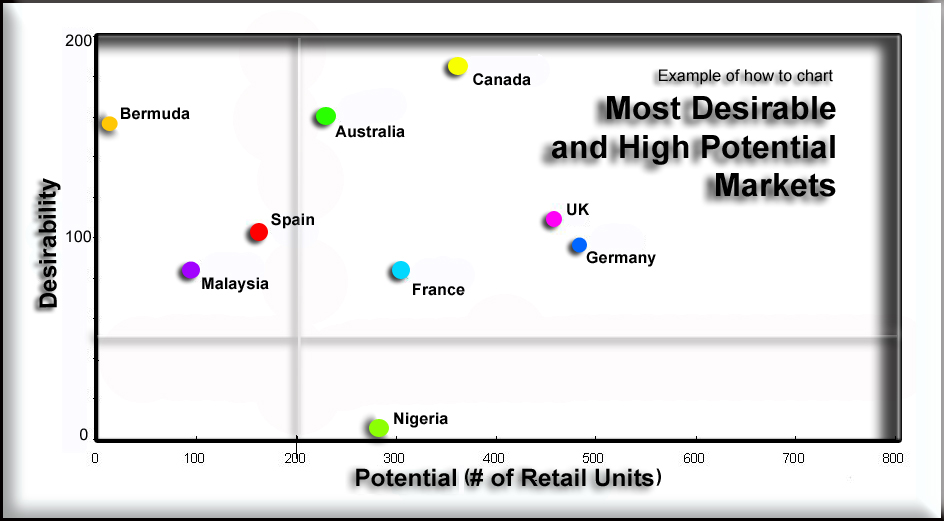 200
Example of how to chart
Most Desirable
and High Potential
Markets
Canada
Bermuda
Australia
UK
Spain
100
Germany
Malaysia
France
Desirability
Nigeria
0
0 100 200 300 400 500 600 700 800
Potential (# of Retail Units)